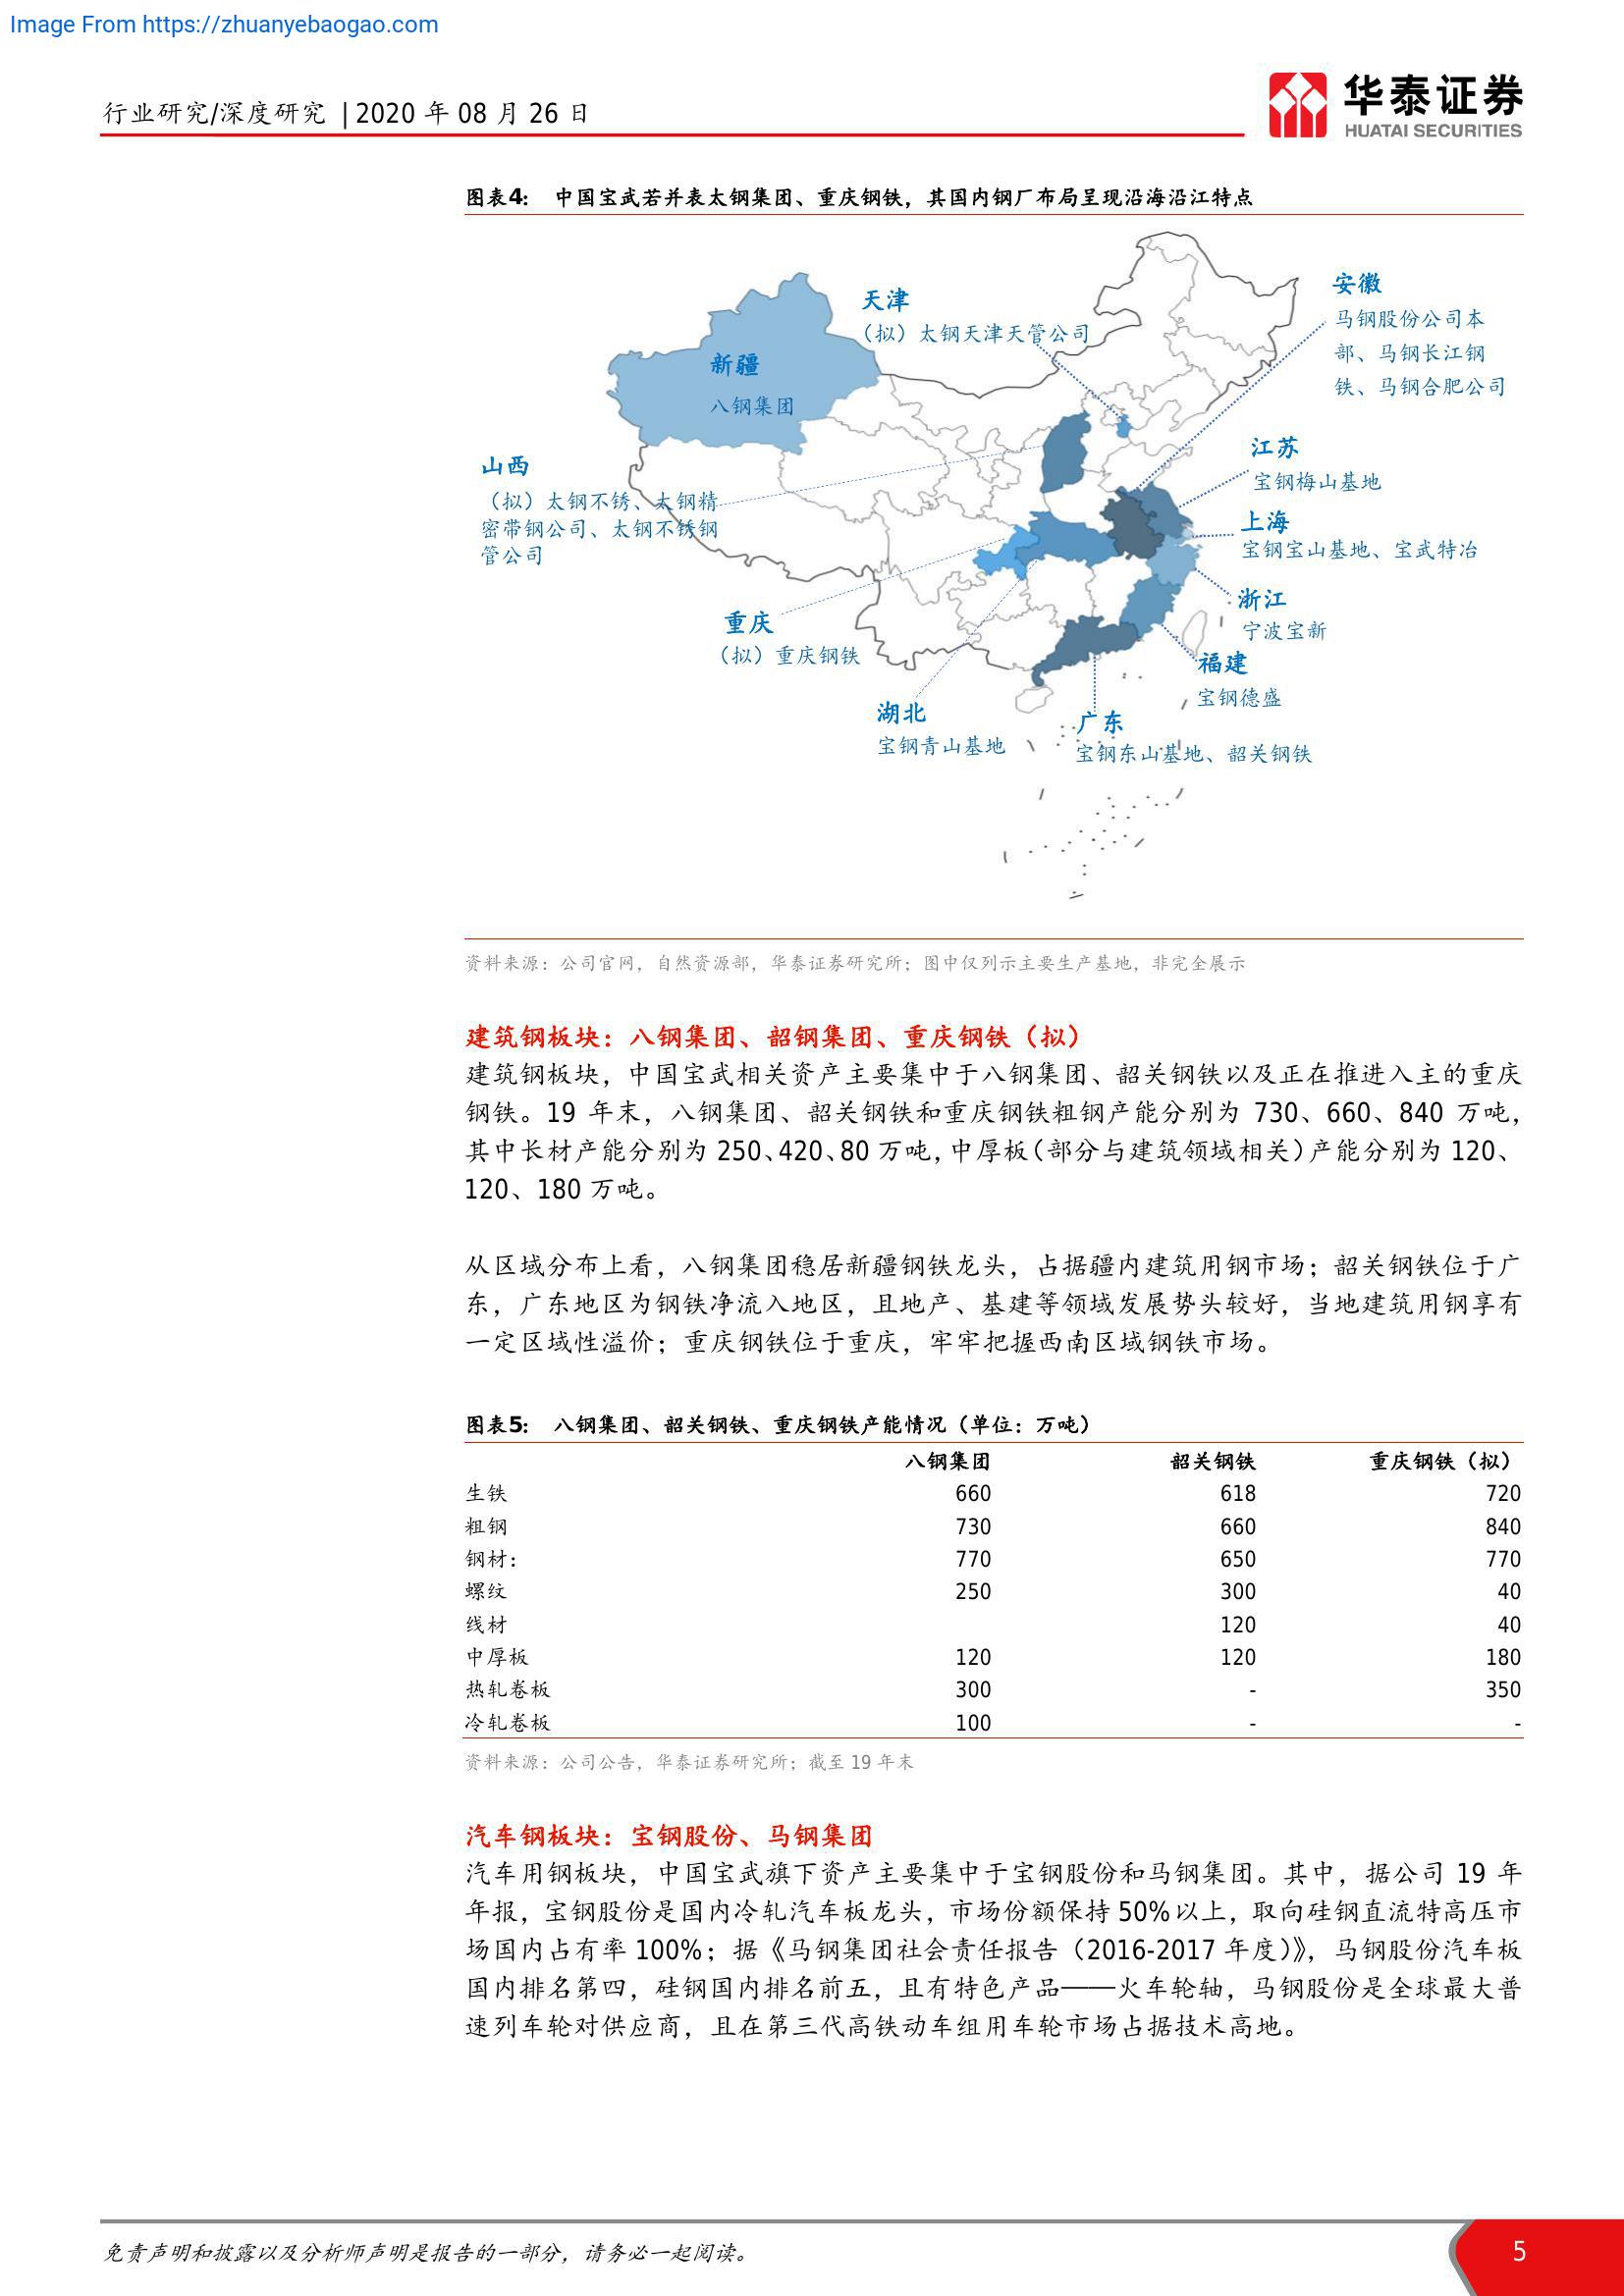 Image From https://zhuanyebaogao.com
行业研究/深度研究 | 2020 年 08 月 26 日
华泰证券
HUATAI SECURITIES
图表4： 中国宝武若并表太钢集团、重庆钢铁，其国内钢厂布局呈现沿海沿江特点
天津
（拟）太钢天津天管公司
安徽
马钢股份公司本
部、马钢长江钢
铁、马钢合肥公司
新疆
八钢集团
江苏
宝钢梅山基地
山西
（拟）太钢不锈、太钢精
密带钢公司、太钢不锈钢
管公司
上海
宝钢宝山基地、宝武特冶
浙江
宁波宝新
重庆
（拟）重庆钢铁
福建
宝钢德盛
湖北
宝钢青山基地
广东
宝钢东山基地、韶关钢铁
资料来源：公司官网，自然资源部，华泰证券研究所；图中仅列示主要生产基地，非完全展示
建筑钢板块：八钢集团、韶钢集团、重庆钢铁（拟）
建筑钢板块，中国宝武相关资产主要集中于八钢集团、韶关钢铁以及正在推进入主的重庆
钢铁。19 年末，八钢集团、韶关钢铁和重庆钢铁粗钢产能分别为 730、660、840 万吨，
其中长材产能分别为 250、420、80 万吨，中厚板（部分与建筑领域相关）产能分别为 120、
120、180 万吨。
从区域分布上看，八钢集团稳居新疆钢铁龙头，占据疆内建筑用钢市场；韶关钢铁位于广
东，广东地区为钢铁净流入地区，且地产、基建等领域发展势头较好，当地建筑用钢享有
一定区域性溢价；重庆钢铁位于重庆，牢牢把握西南区域钢铁市场。
图表5： 八钢集团、韶关钢铁、重庆钢铁产能情况（单位：万吨）
八钢集团 韶关钢铁 重庆钢铁（拟）
生铁 660 618 720
粗钢 730 660 840
钢材： 770 650 770
螺纹 250 300 40
线材 120 40
中厚板 120 120 180
热轧卷板 300 - 350
冷轧卷板 100 - -
资料来源：公司公告，华泰证券研究所；截至 19 年末
汽车钢板块：宝钢股份、马钢集团
汽车用钢板块，中国宝武旗下资产主要集中于宝钢股份和马钢集团。其中，据公司 19 年
年报，宝钢股份是国内冷轧汽车板龙头，市场份额保持 50%以上，取向硅钢直流特高压市
场国内占有率 100%；据《马钢集团社会责任报告（2016-2017 年度）》，马钢股份汽车板
国内排名第四，硅钢国内排名前五，且有特色产品——火车轮轴，马钢股份是全球最大普
速列车轮对供应商，且在第三代高铁动车组用车轮市场占据技术高地。
免责声明和披露以及分析师声明是报告的一部分，请务必一起阅读。
5